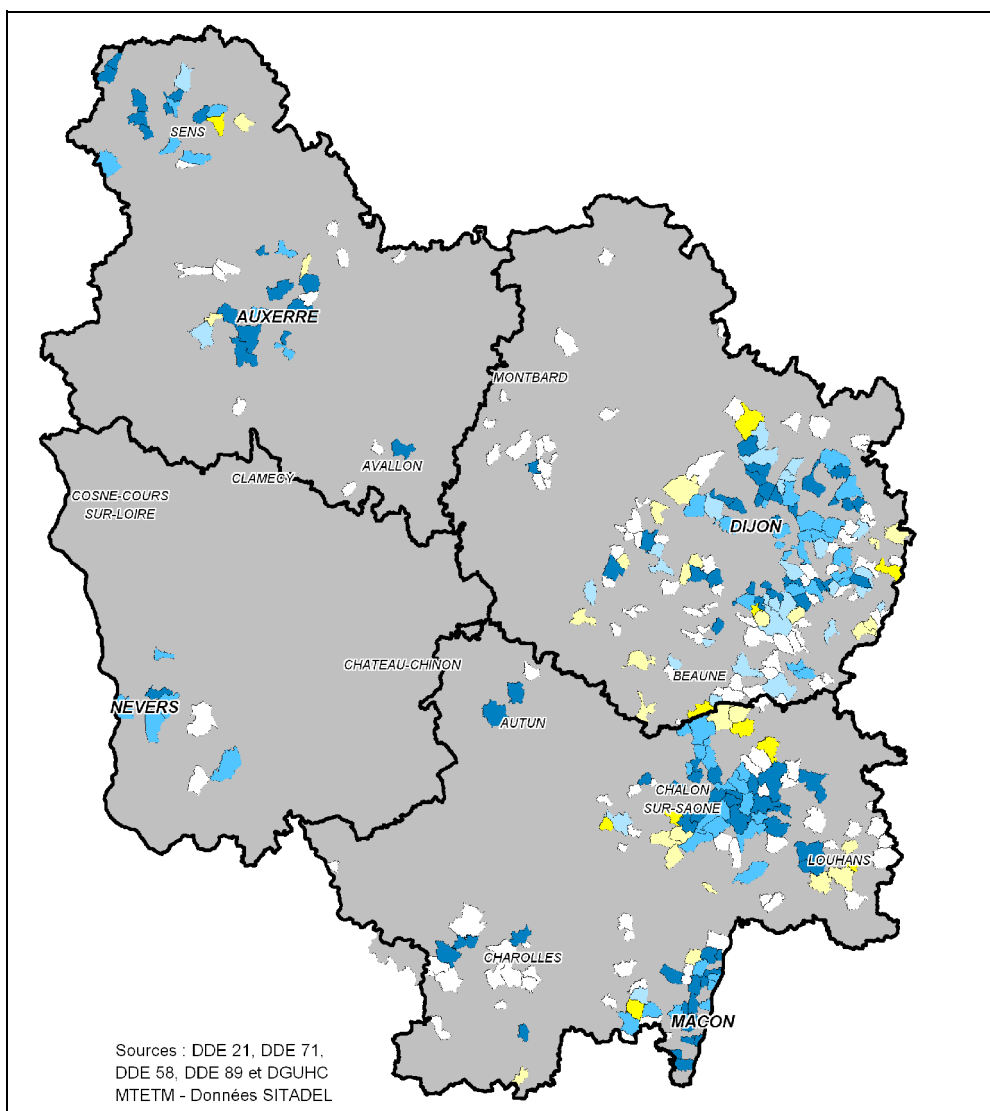 SENS
AUXERRE
MONTBARD
AVALLON
CLAMECY
COSNE-COURS
SUR-LOIRE
DIJON
CHATEAU-CHINON
BEAUNE
NEVERS
AUTUN
CHALON
SUR-SAONE
LOUHANS
CHAROLLES
MACON
Sources : DDE 21, DDE 71,
DDE 58, DDE 89 et DGUHC
MTETM - Données SITADEL